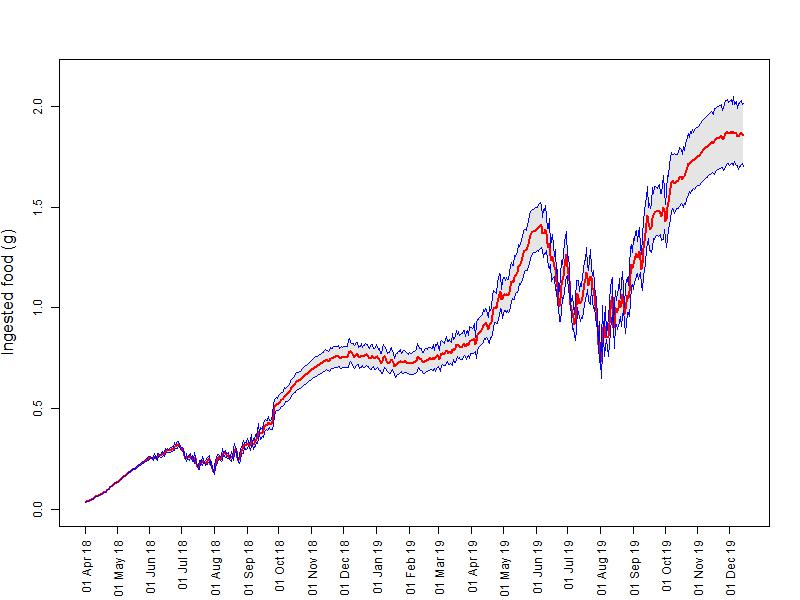 Ingested food (g)
2.0
1.5
1.0
0.5
0.0
01 Apr 18
01 May 18
01 Jun 18
01 Jul 18
01 Aug 18
01 Sep 18
01 Oct 18
01 Nov 18
01 Dec 18
01 Jan 19
01 Feb 19
01 Mar 19
01 Apr 19
01 May 19
01 Jun 19
01 Jul 19
01 Aug 19
01 Sep 19
01 Oct 19
01 Nov 19
01 Dec 19